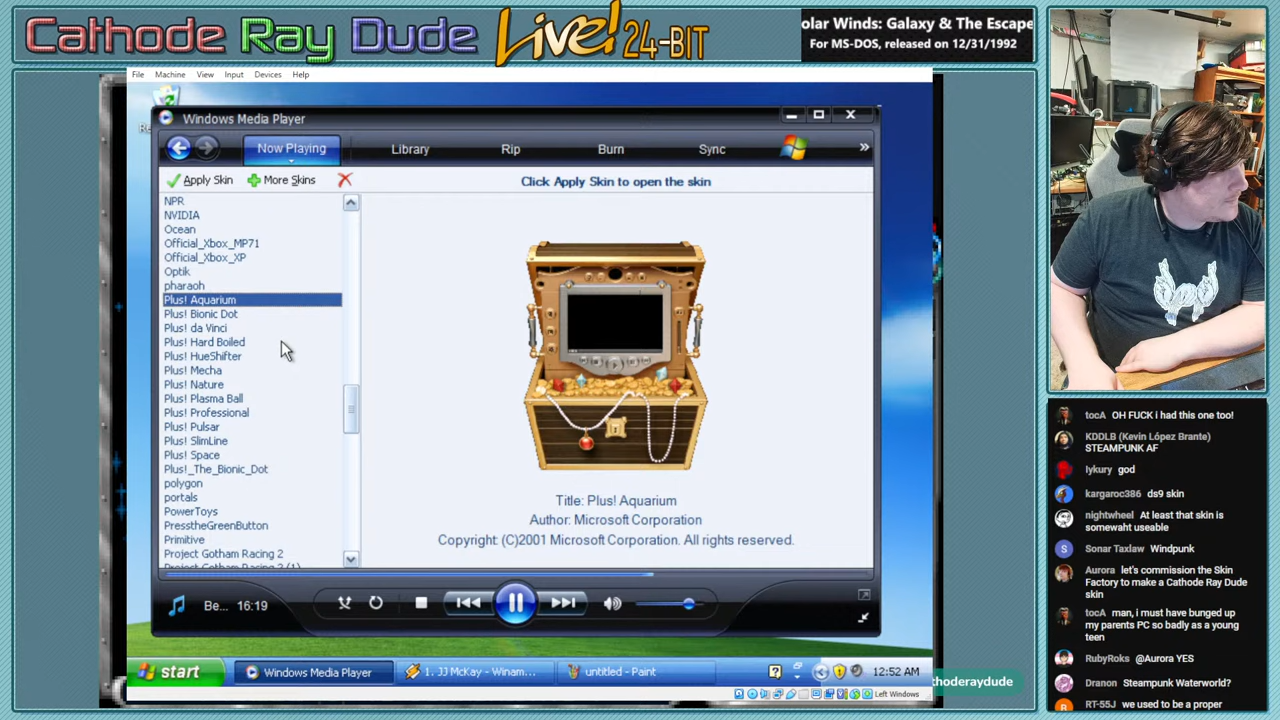 Cathode Ray Dude Live! 24-BIT
olar Winds: Galaxy & The Escape
For MS-DOS, released on 12/31/1992
File Machine View Input Devices Help
Windows Media Player
Now Playing Library Rip Burn Sync »
Apply Skin More Skins
Click Apply Skin to open the skin
NPR
NVIDIA
Ocean
Official_Xbox_MP71
Official_Xbox_XP
Optik
pharaoh
Plus! Aquarium
Plus! Bionic Dot
Plus! da Vinci
Plus! Hard Boiled
Plus! HueShifter
Plus! Mecha
Plus! Nature
Plus! Plasma Ball
Plus! Professional
Plus! Pulsar
Plus! SlimLine
Plus! Space
Plus!_The_Bionic_Dot
polygon
portals
PowerToys
PresstheGreenButton
Primitive
Project Gotham Racing 2
Project Gotham Racing 2 (1)
Title: Plus! Aquarium
Author: Microsoft Corporation
Copyright: (C)2001 Microsoft Corporation. All rights reserved.
Be... 16:19
start Windows Media Player 1. JJ McKay - Winam... untitled - Paint 12:52 AM
Left Windows
thoderaydude
tocA OH FUCK i had this one too!
KDDLB (Kevin López Brante)
STEAMPUNK AF
lykury god
kargaroc386 ds9 skin
nightwheel At least that skin is
somewaht useable
Sonar Taxlaw Windpunk
Aurora let's commission the Skin
Factory to make a Cathode Ray Dude
skin
tocA man, i must have bunged up
my parents PC so badly as a young
teen
RubyRoks @Aurora YES
Dranon Steampunk Waterworld?
RT-55J we used to be a proper